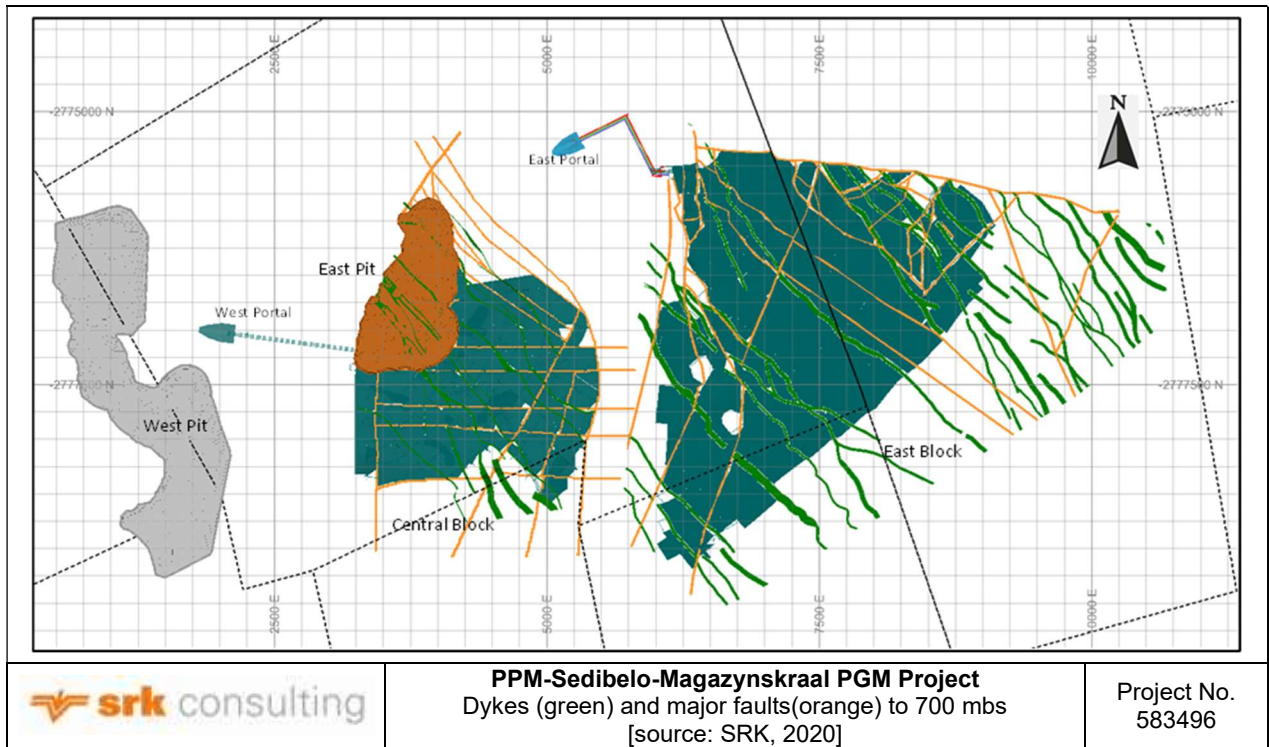 2500 E
5000 E
7500 E
10000 E
-2775000 N
-2775000 N
N
East Portal
East Pit
West Portal
-2777500 N
-2777500 N
West Pit
East Block
Central Block
2500 E
5000 E
7500 E
10000 E
srk consulting
PPM-Sedibelo-Magazynskraal PGM Project
Dykes (green) and major faults(orange) to 700 mbs
[source: SRK, 2020]
Project No.
583496